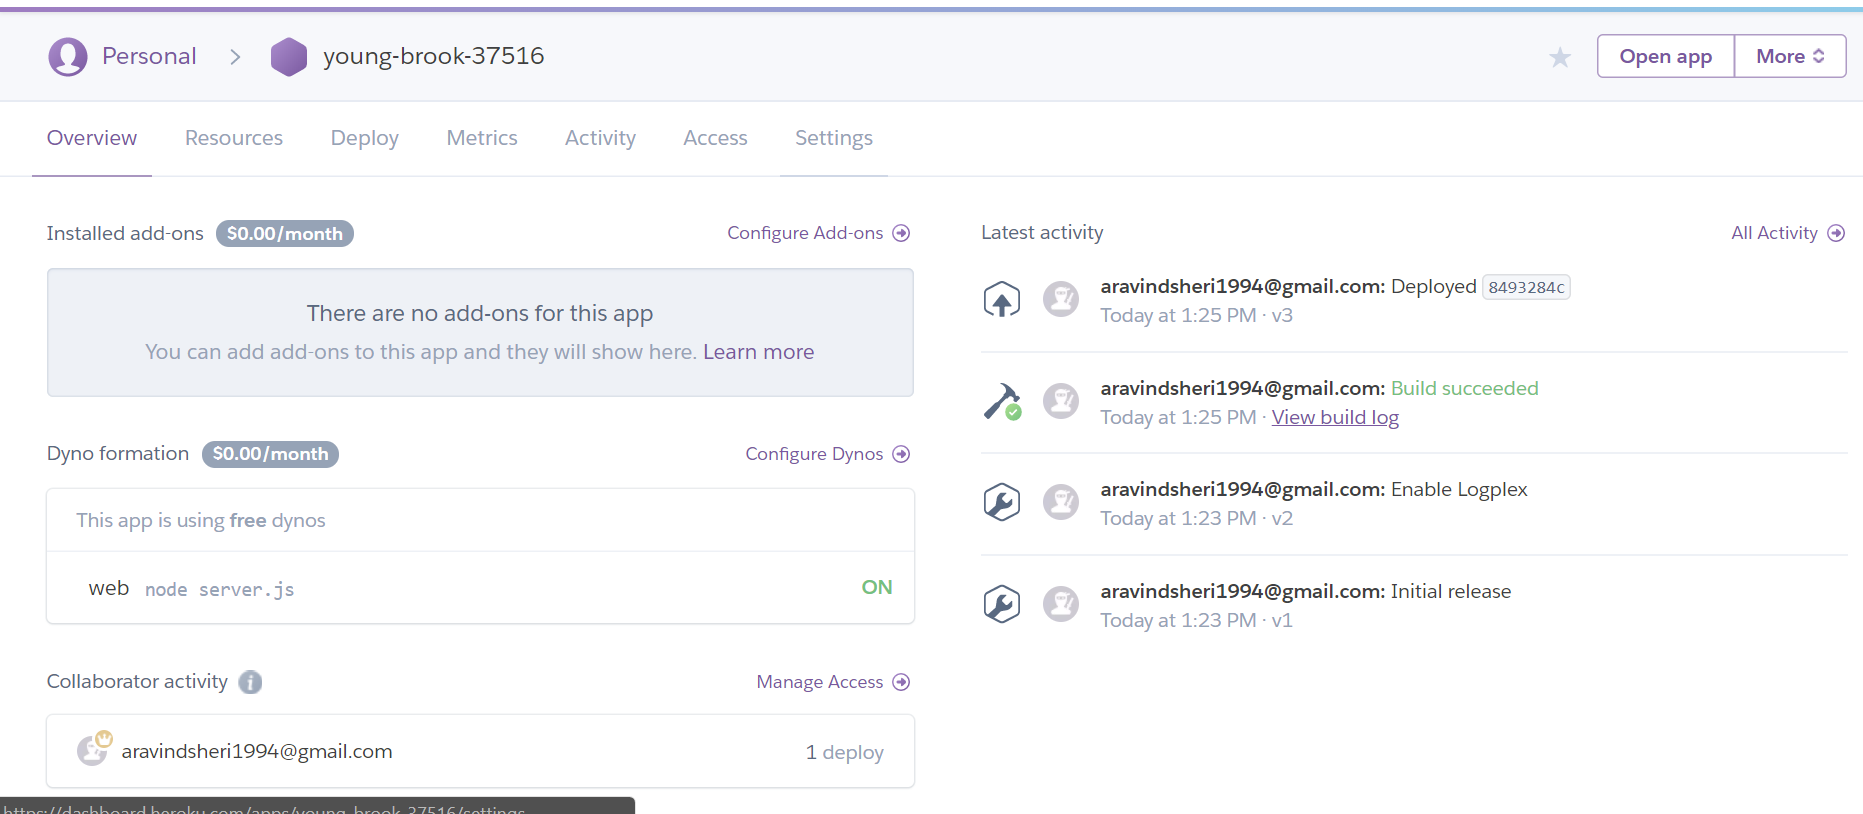 Personal
young-brook-37516
Open app
More
Overview
Resources
Deploy
Metrics
Activity
Access
Settings
Installed add-ons
$0.00/month
Configure Add-ons
There are no add-ons for this app
You can add add-ons to this app and they will show here. Learn more
Dyno formation
$0.00/month
Configure Dynos
This app is using free dynos
web node server.js
ON
Collaborator activity
Manage Access
aravindsheri1994@gmail.com
1 deploy
Latest activity
All Activity
aravindsheri1994@gmail.com: Deployed 8493284c
Today at 1:25 PM · v3
aravindsheri1994@gmail.com: Build succeeded
Today at 1:25 PM · View build log
aravindsheri1994@gmail.com: Enable Logplex
Today at 1:23 PM · v2
aravindsheri1994@gmail.com: Initial release
Today at 1:23 PM · v1
https://dashboard.heroku.com/apps/young-brook-37516/settings